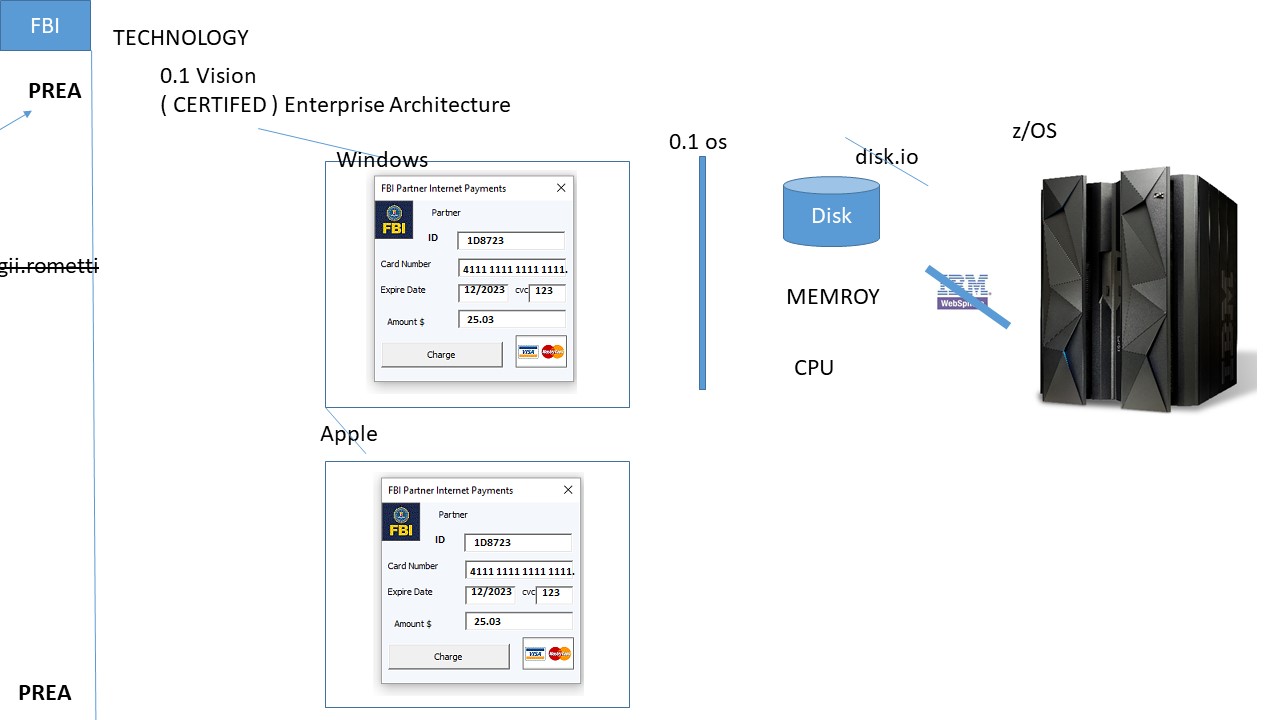 FBI
TECHNOLOGY
0.1 Vision
( CERTIFED ) Enterprise Architecture
PREA
gii.rometti
PREA
Windows
FBI Partner Internet Payments
FBI
Partner
ID
1D8723
Card Number
4111 1111 1111 1111.
Expire Date
12/2023
cvc
123
Amount $
25.03
Charge
VISA
MasterCard
Apple
FBI Partner Internet Payments
FBI
Partner
ID
1D8723
Card Number
4111 1111 1111 1111.
Expire Date
12/2023
cvc
123
Amount $
25.03
Charge
VISA
MasterCard
0.1 os
disk.io
Disk
MEMROY
CPU
IBM.
z/OS
IBM